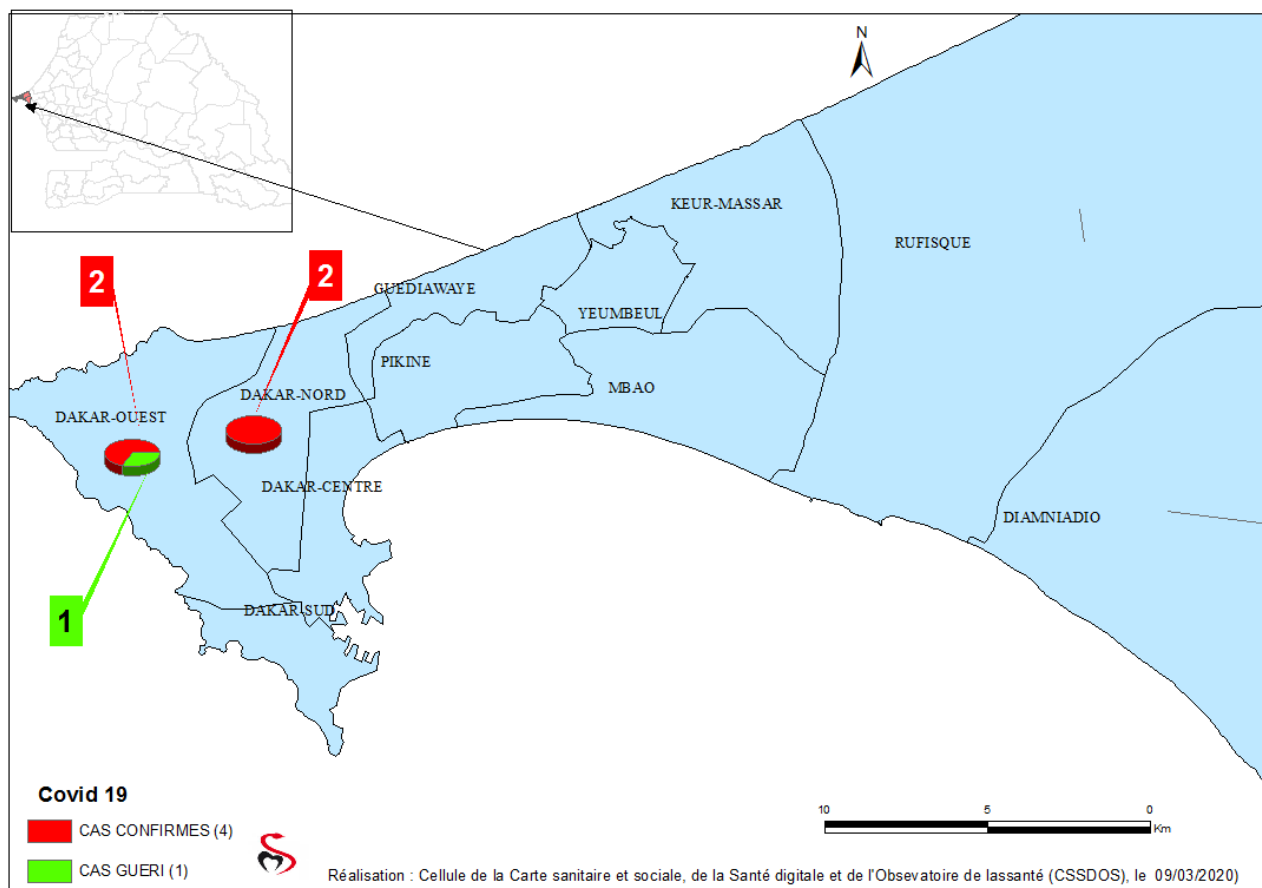 N
KEUR-MASSAR
RUFISQUE
2
2
GUEDIAWAYE
YEUMBEUL
PIKINE
MBAO
DAKAR-NORD
DAKAR-OUEST
DAKAR-CENTRE
DIAMNIADIO
1
DAKAR-SUD
Covid 19
CAS CONFIRMES (4)
CAS GUERI (1)
10 5 0
Km
Réalisation : Cellule de la Carte sanitaire et sociale, de la Santé digitale et de l'Obsevatoire de lassanté (CSSDOS), le 09/03/2020)